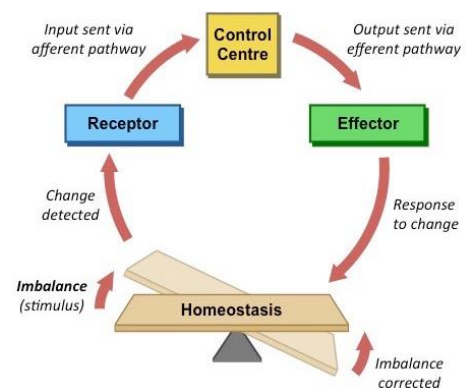 Input sent via
afferent pathway
Control
Centre
Output sent via
efferent pathway
Receptor
Effector
Change
detected
Response
to change
Imbalance
(stimulus)
Homeostasis
Imbalance
corrected